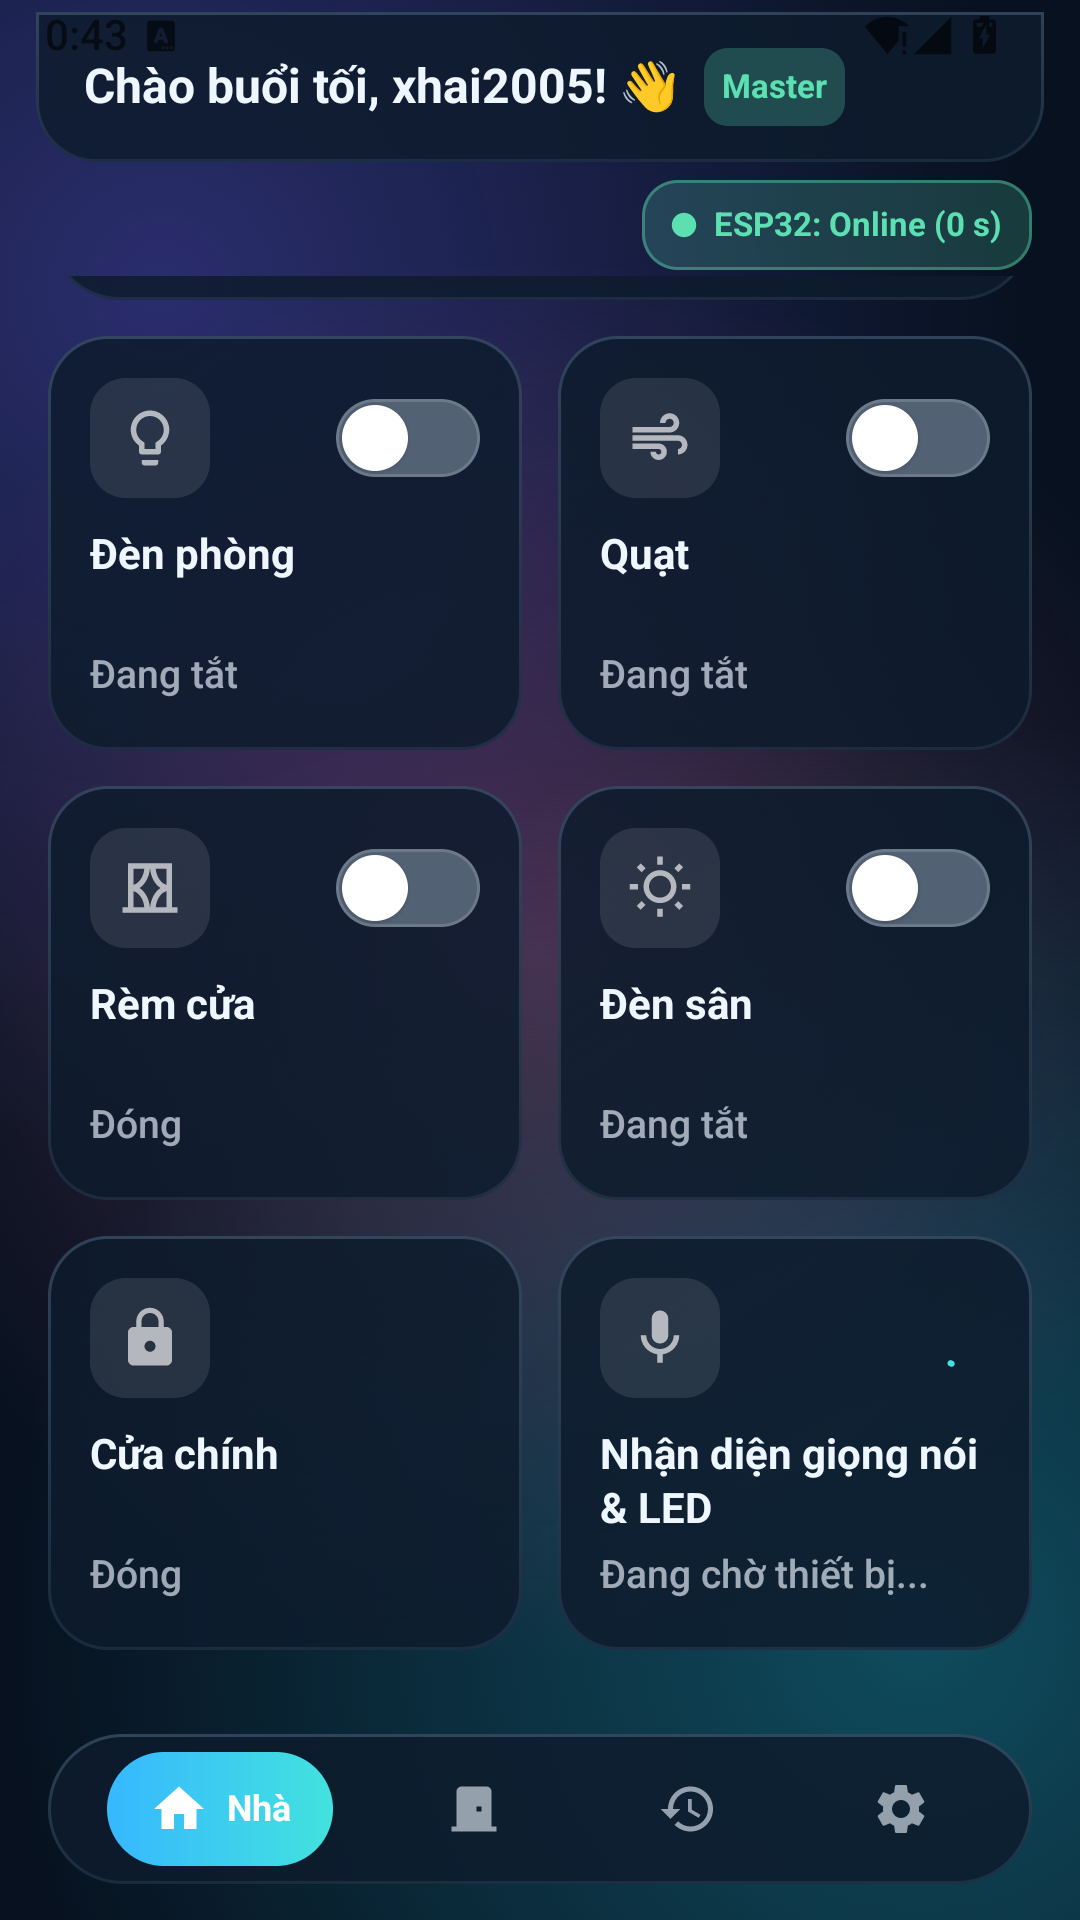 0:43
Chào buổi tối, xhai2005! 👋 Master
ESP32: Online (0 s)
Đèn phòng
Đang tắt
Quạt
Đang tắt
Rèm cửa
Đóng
Đèn sân
Đang tắt
Cửa chính
Đóng
Nhận diện giọng nói
& LED
Đang chờ thiết bị...
Nhà